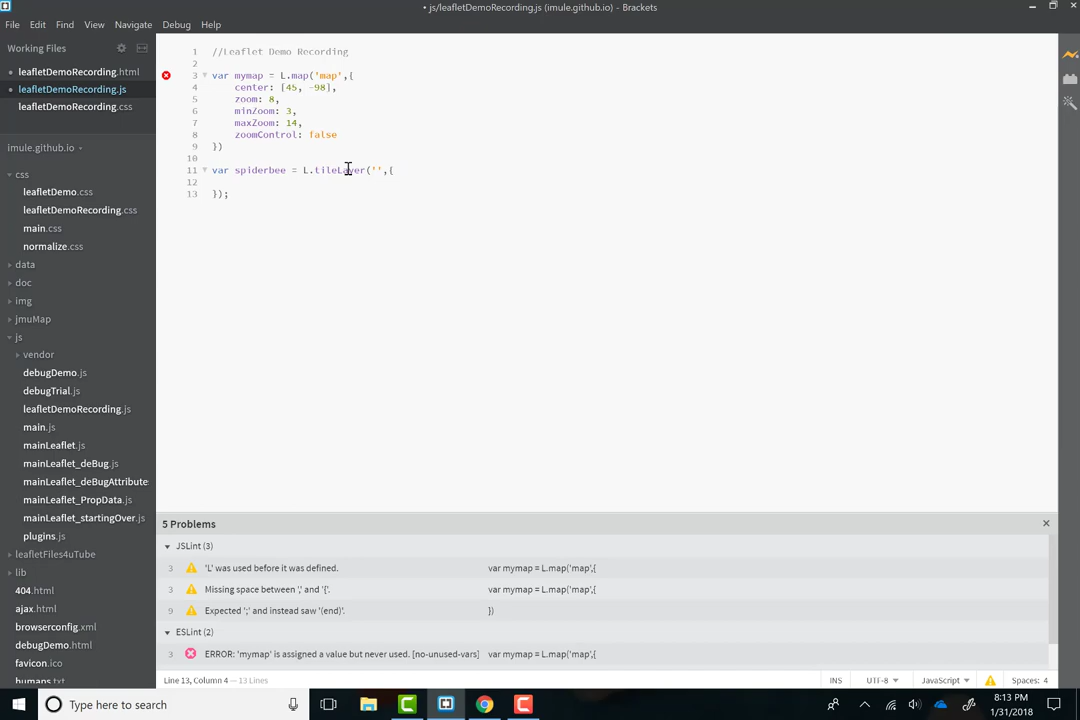 • js/leafletDemoRecording.js (imule.github.io) - Brackets
File Edit Find View Navigate Debug Help
Working Files
leafletDemoRecording.html
leafletDemoRecording.js
leafletDemoRecording.css
imule.github.io
css
leafletDemo.css
leafletDemoRecording.css
main.css
normalize.css
data
doc
img
jmuMap
js
vendor
debugDemo.js
debugTrial.js
leafletDemoRecording.js
main.js
mainLeaflet.js
mainLeaflet_deBug.js
mainLeaflet_deBugAttribute
mainLeaflet_PropData.js
mainLeaflet_startingOver.js
plugins.js
leafletFiles4uTube
lib
404.html
ajax.html
browserconfig.xml
debugDemo.html
favicon.ico
humans.txt
1 //Leaflet Demo Recording
2
3 var mymap = L.map('map',{
4 center: [45, -98],
5 zoom: 8,
6 minZoom: 3,
7 maxZoom: 14,
8 zoomControl: false
9 })
10
11 var spiderbee = L.tileLayer('',{
12
13 });
5 Problems
JSLint (3)
3 'L' was used before it was defined. var mymap = L.map('map',{
3 Missing space between ',' and '{'. var mymap = L.map('map',{
9 Expected ';' and instead saw '(end)'. })
ESLint (2)
3 ERROR: 'mymap' is assigned a value but never used. [no-unused-vars] var mymap = L.map('map',{
Line 13, Column 4 — 13 Lines INS UTF-8 JavaScript Spaces: 4
Type here to search
8:13 PM
1/31/2018